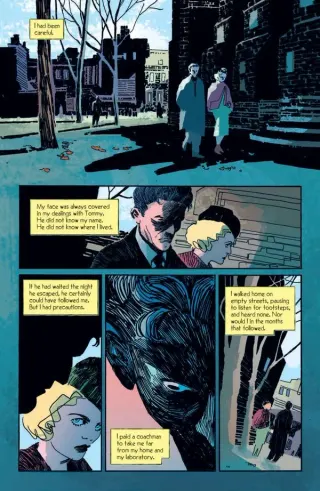 I had been
careful.
My face was always covered
in my dealings with Tommy.
He did not know my name.
He did not know where I lived.
If he had waited the night
he escaped, he certainly
could have followed me.
But I had precautions.
I paid a coachman
to take me far
from my home and
my laboratory.
I walked home on
empty streets, pausing
to listen for footsteps,
and heard none. Nor
would I in the months
that followed.